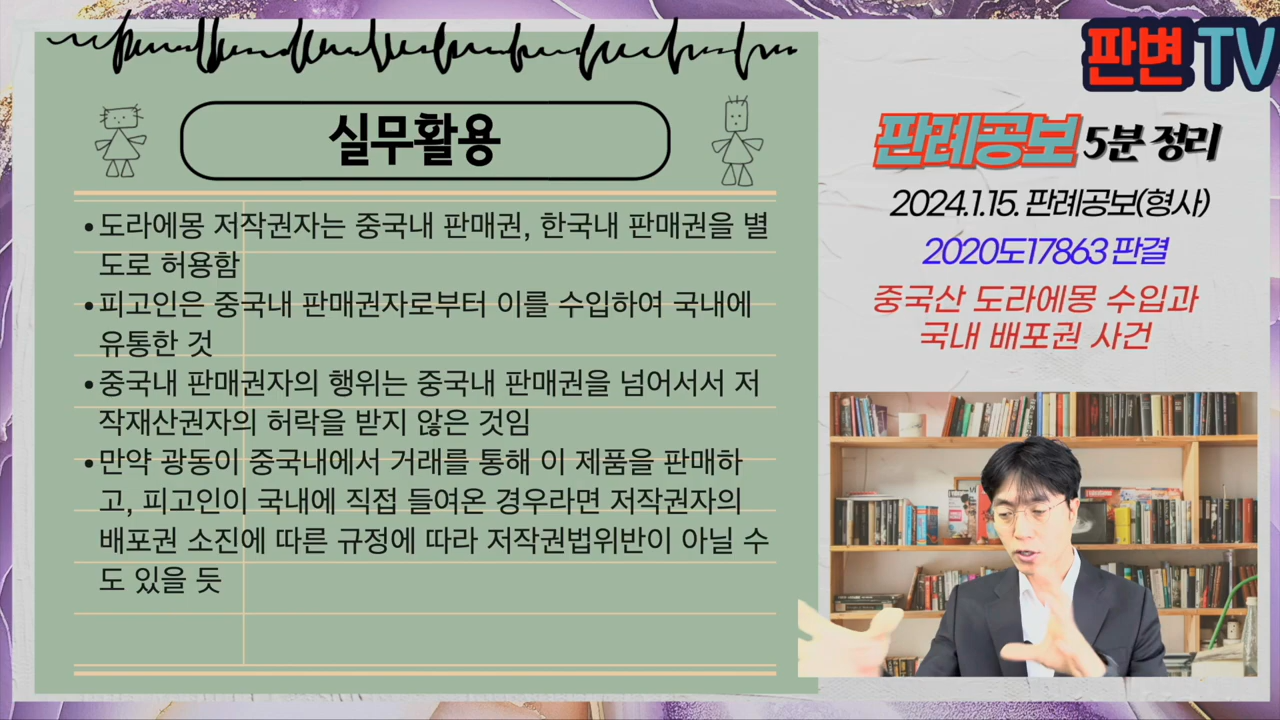 판변TV
실무활용
•도라에몽 저작권자는 중국내 판매권, 한국내 판매권을 별
도로 허용함
•피고인은 중국내 판매권자로부터 이를 수입하여 국내에
유통한 것
•중국내 판매권자의 행위는 중국내 판매권을 넘어서서 저
작재산권자의 허락을 받지 않은 것임
•만약 광동이 중국내에서 거래를 통해 이 제품을 판매하
고, 피고인이 국내에 직접 들여온 경우라면 저작권자의
배포권 소진에 따른 규정에 따라 저작권법위반이 아닐 수
도 있을 듯
판례공보 5분 정리
2024.1.15. 판례공보(형사)
2020도17863 판결
중국산 도라에몽 수입과
국내 배포권 사건